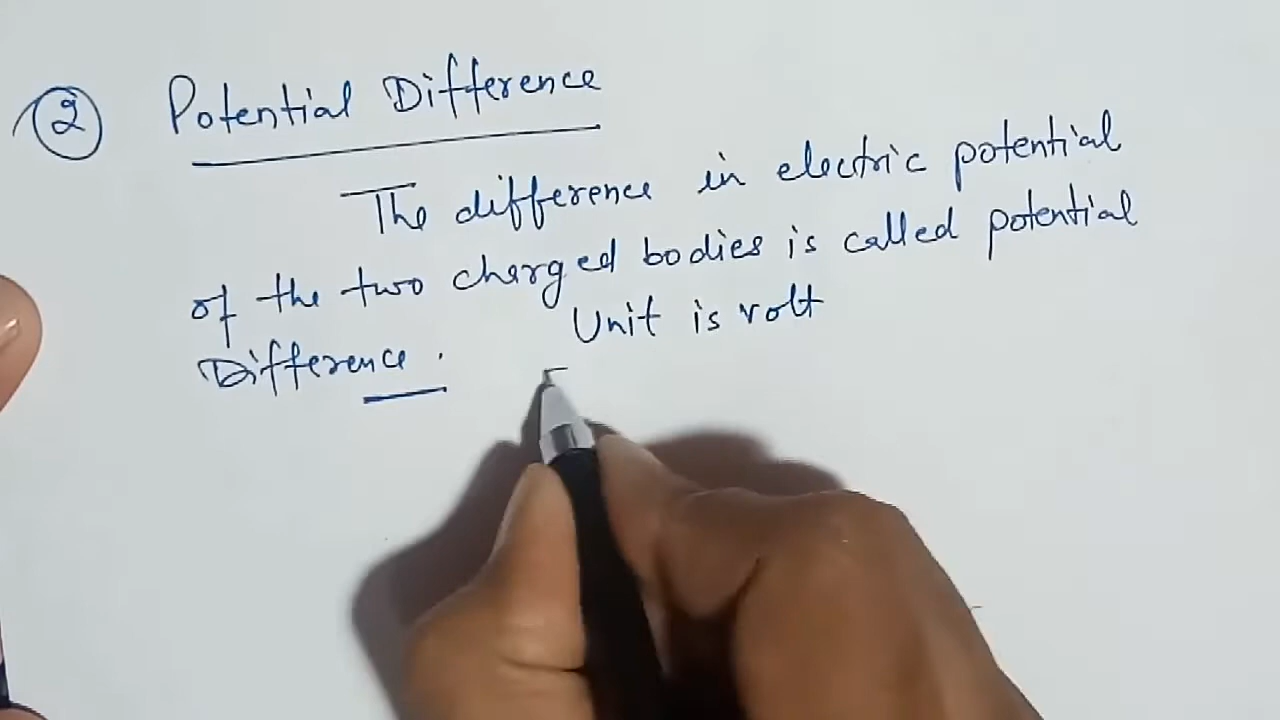 ② Potential Difference
The difference in electric potential
of the two charged bodies is called potential
Difference. Unit is volt